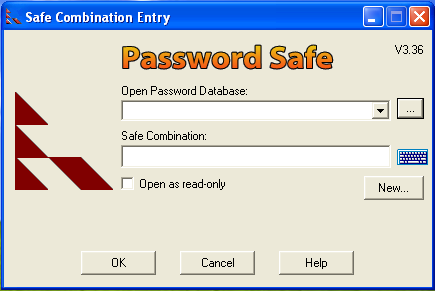 Safe Combination Entry
Password Safe
V3.36
Open Password Database:
...
Safe Combination:
Open as read-only
New...
OK Cancel Help